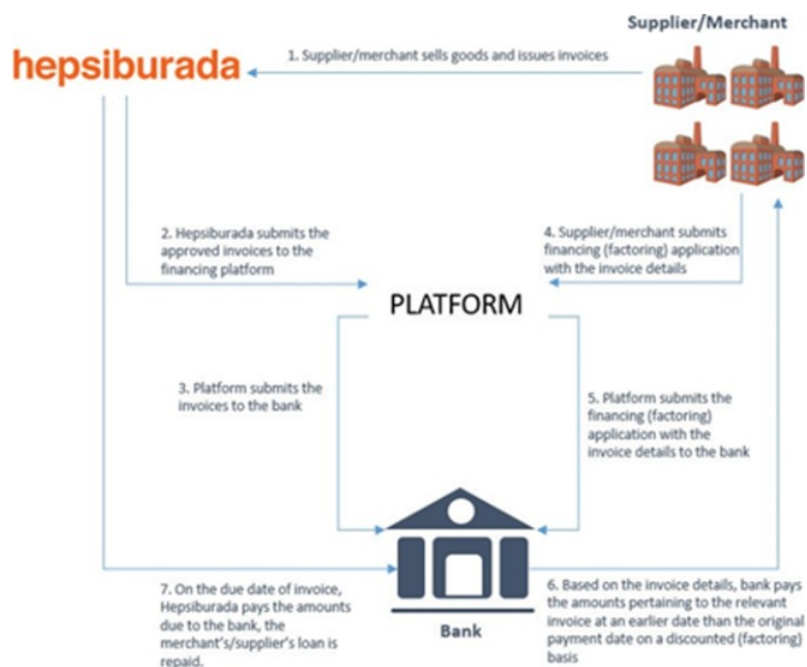 Supplier/Merchant
hepsiburada
1. Supplier/merchant sells goods and issues invoices
2. Hepsiburada submits the
approved invoices to the
financing platform
4. Supplier/merchant submits
financing (factoring) application
with the invoice details
PLATFORM
3. Platform submits the
invoices to the bank
5. Platform submits the
financing (factoring)
application with the
invoice details to the bank
7. On the due date of invoice,
Hepsiburada pays the amounts
due to the bank, the
merchant's/supplier's loan is
repaid.
Bank
6. Based on the invoice details, bank pays
the amounts pertaining to the relevant
invoice at an earlier date than the original
payment date on a discounted (factoring)
basis